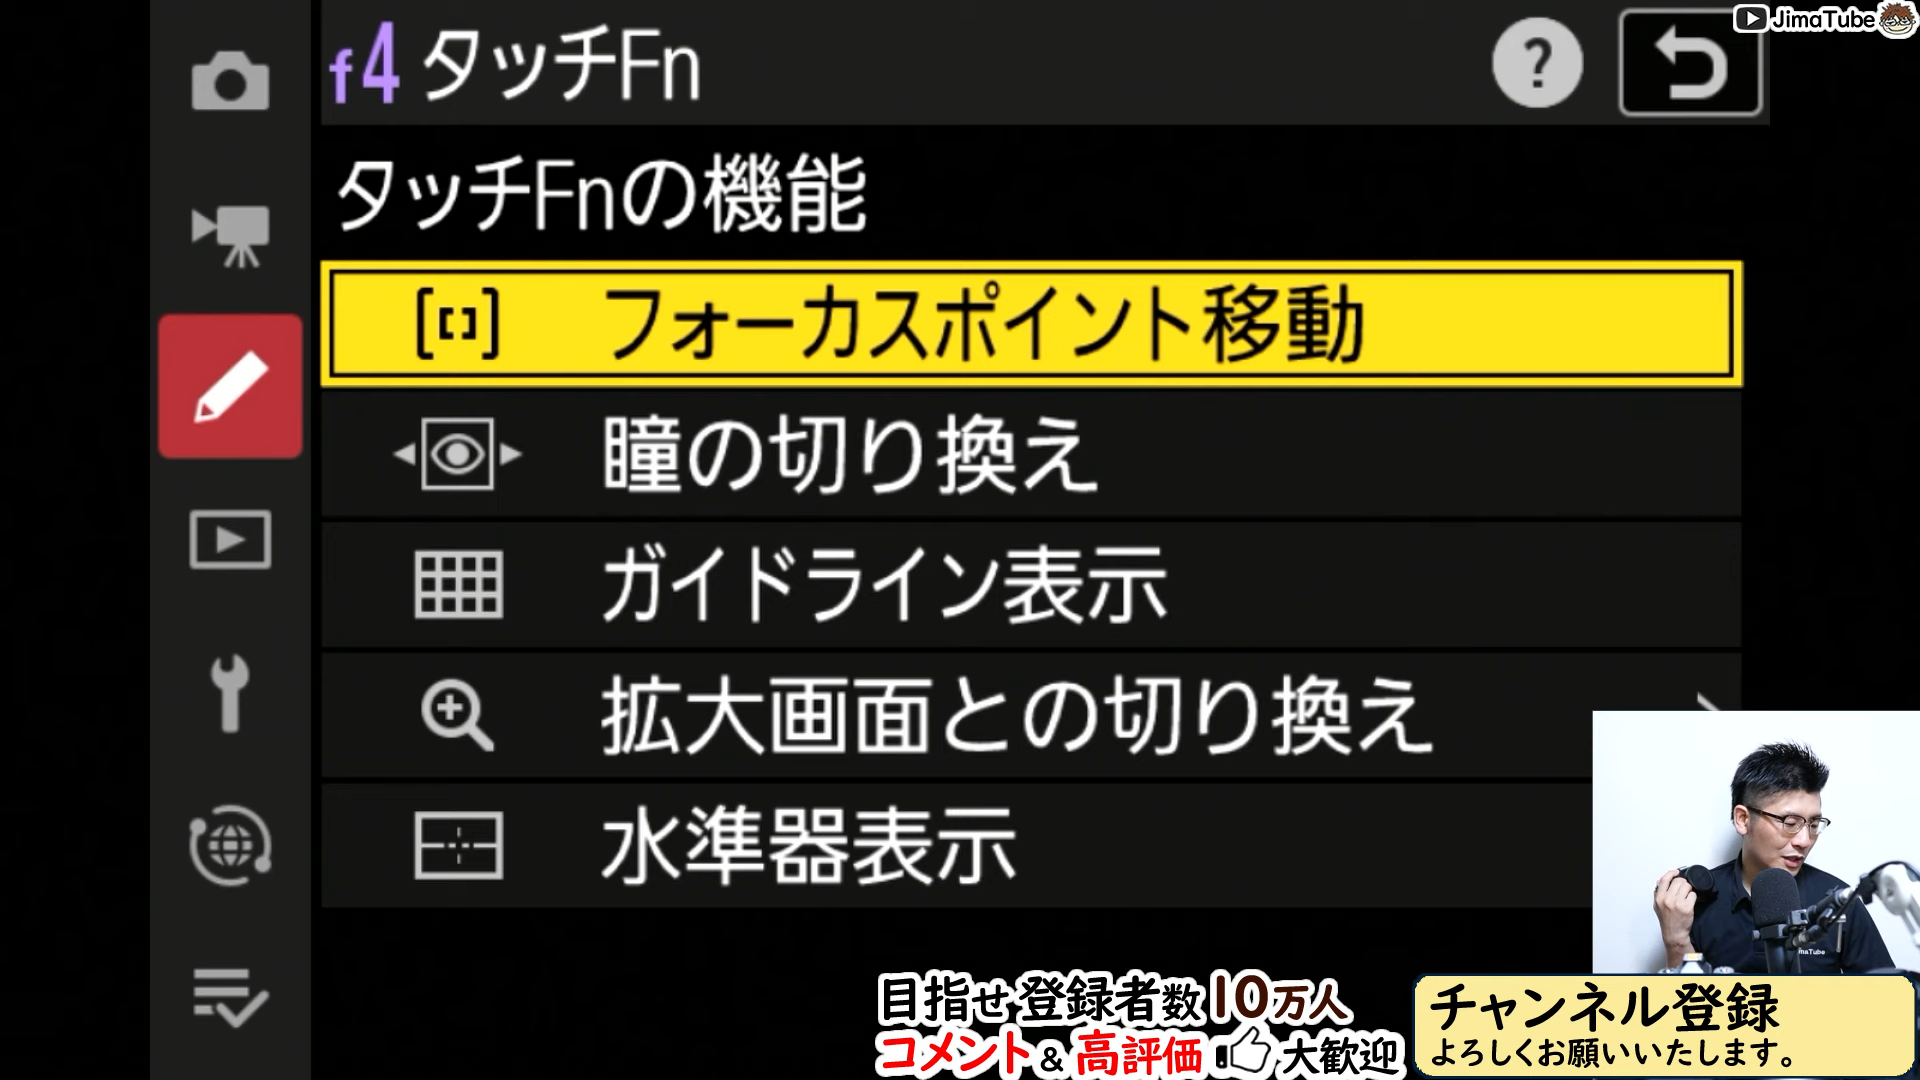 JimaTube
f4 タッチFn
?
タッチFnの機能
フォーカスポイント移動
瞳の切り換え
ガイドライン表示
拡大画面との切り換え
水準器表示
目指せ 登録者数10万人
コメント & 高評価 大歓迎
チャンネル登録
よろしくお願いいたします。